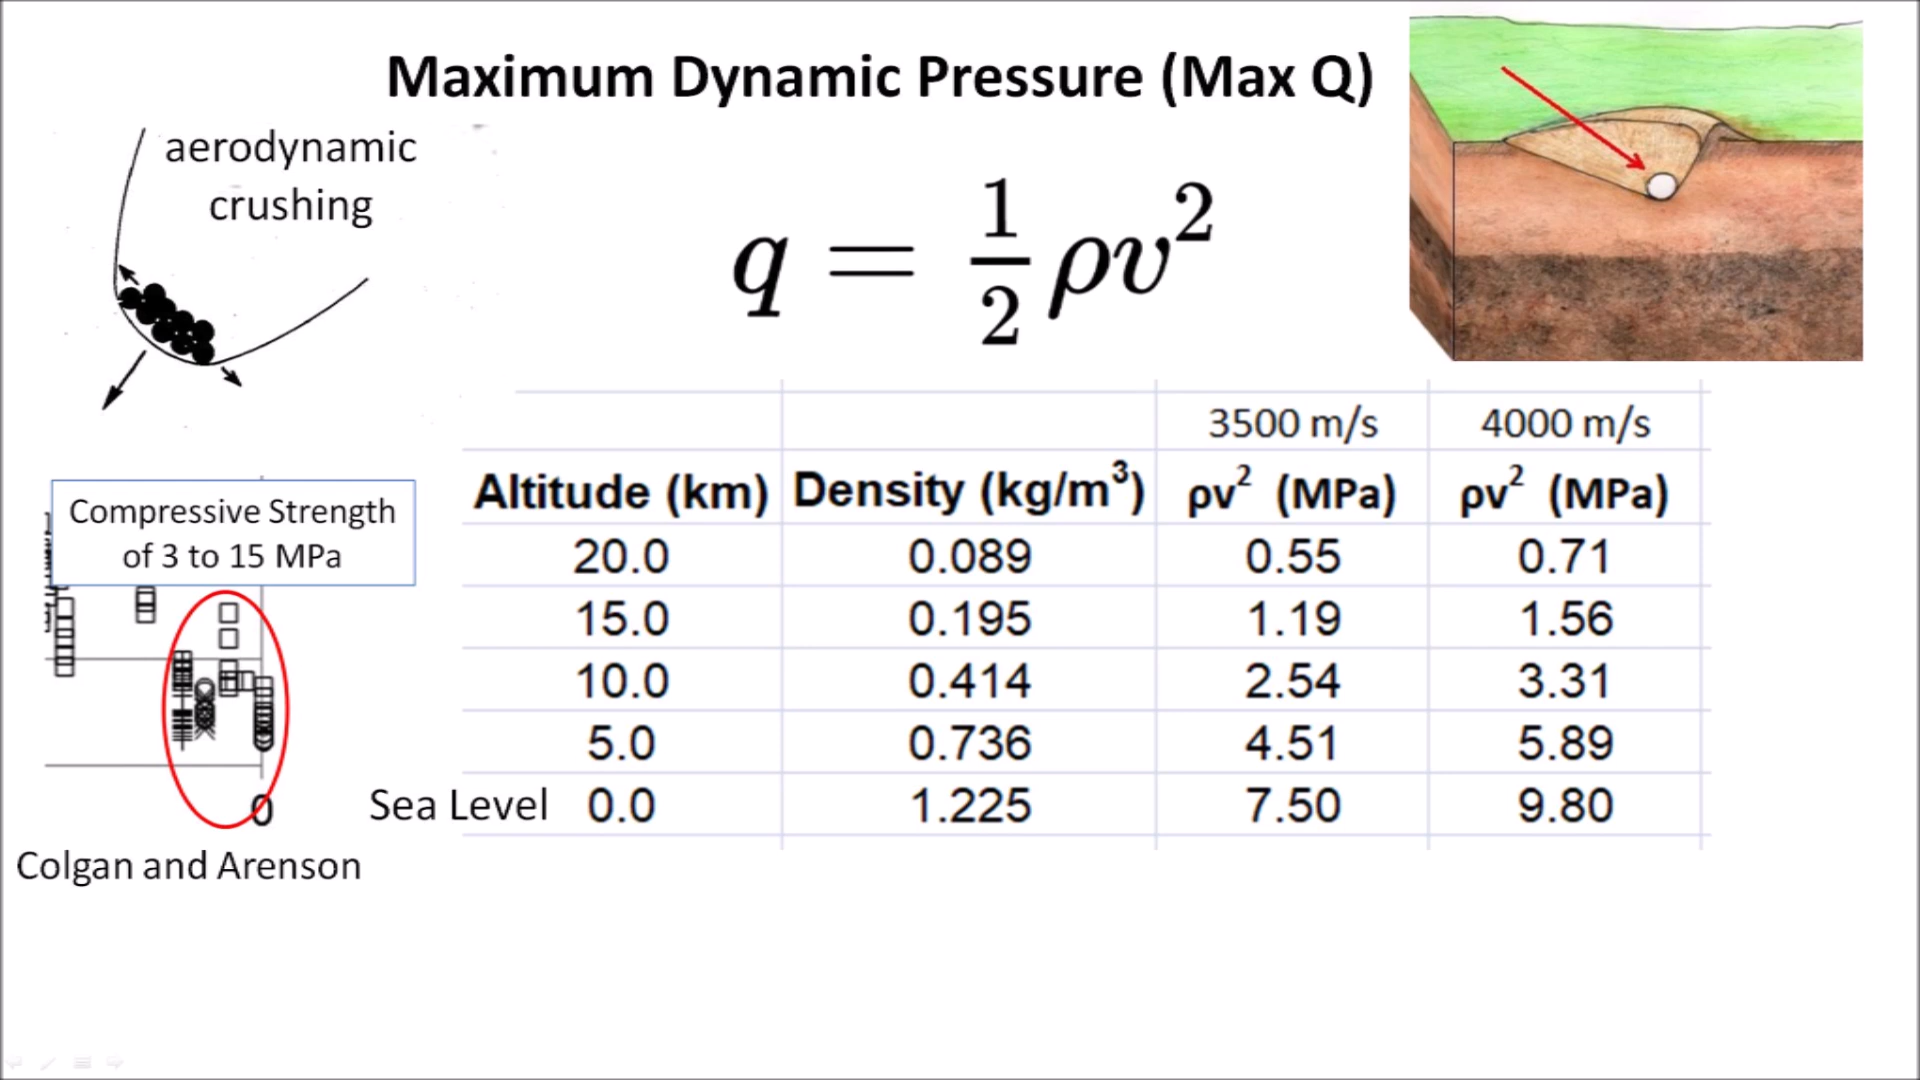 Maximum Dynamic Pressure (Max Q)
aerodynamic
crushing
q = 1/2 ρv²
Compressive Strength
of 3 to 15 MPa
0
Colgan and Arenson
3500 m/s 4000 m/s
Altitude (km) Density (kg/m³) ρv² (MPa) ρv² (MPa)
20.0 0.089 0.55 0.71
15.0 0.195 1.19 1.56
10.0 0.414 2.54 3.31
5.0 0.736 4.51 5.89
Sea Level 0.0 1.225 7.50 9.80